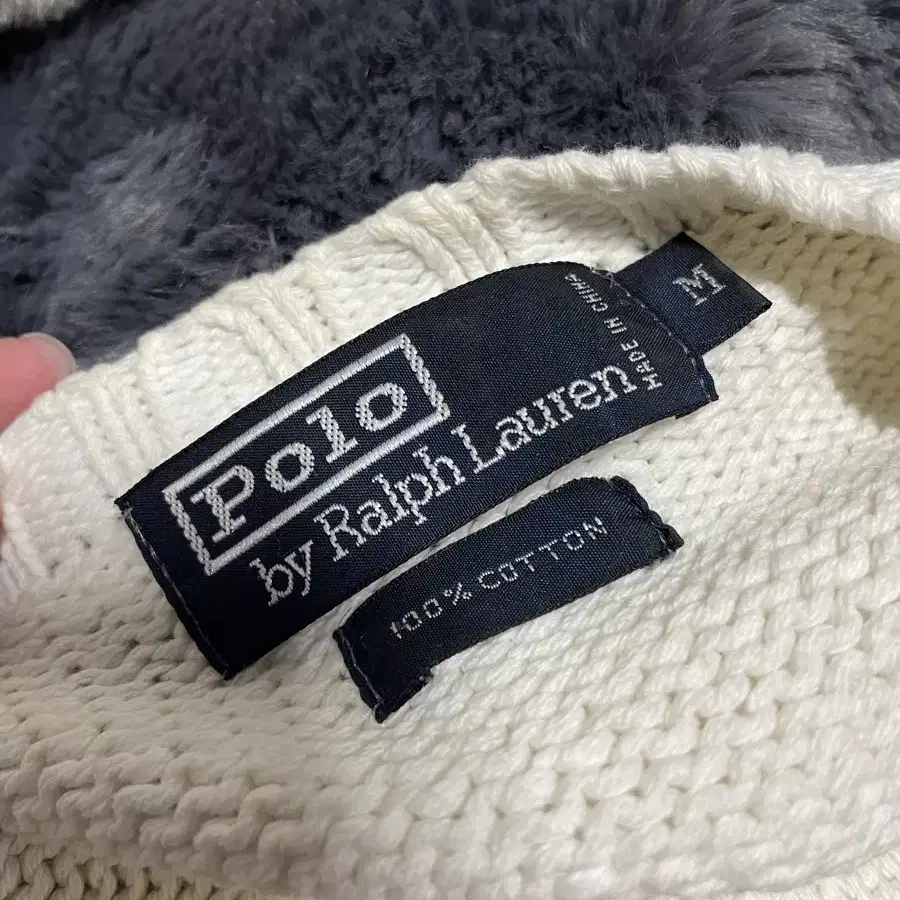 Polo
by Ralph Lauren
MADE IN CHINA
M
100% COTTON